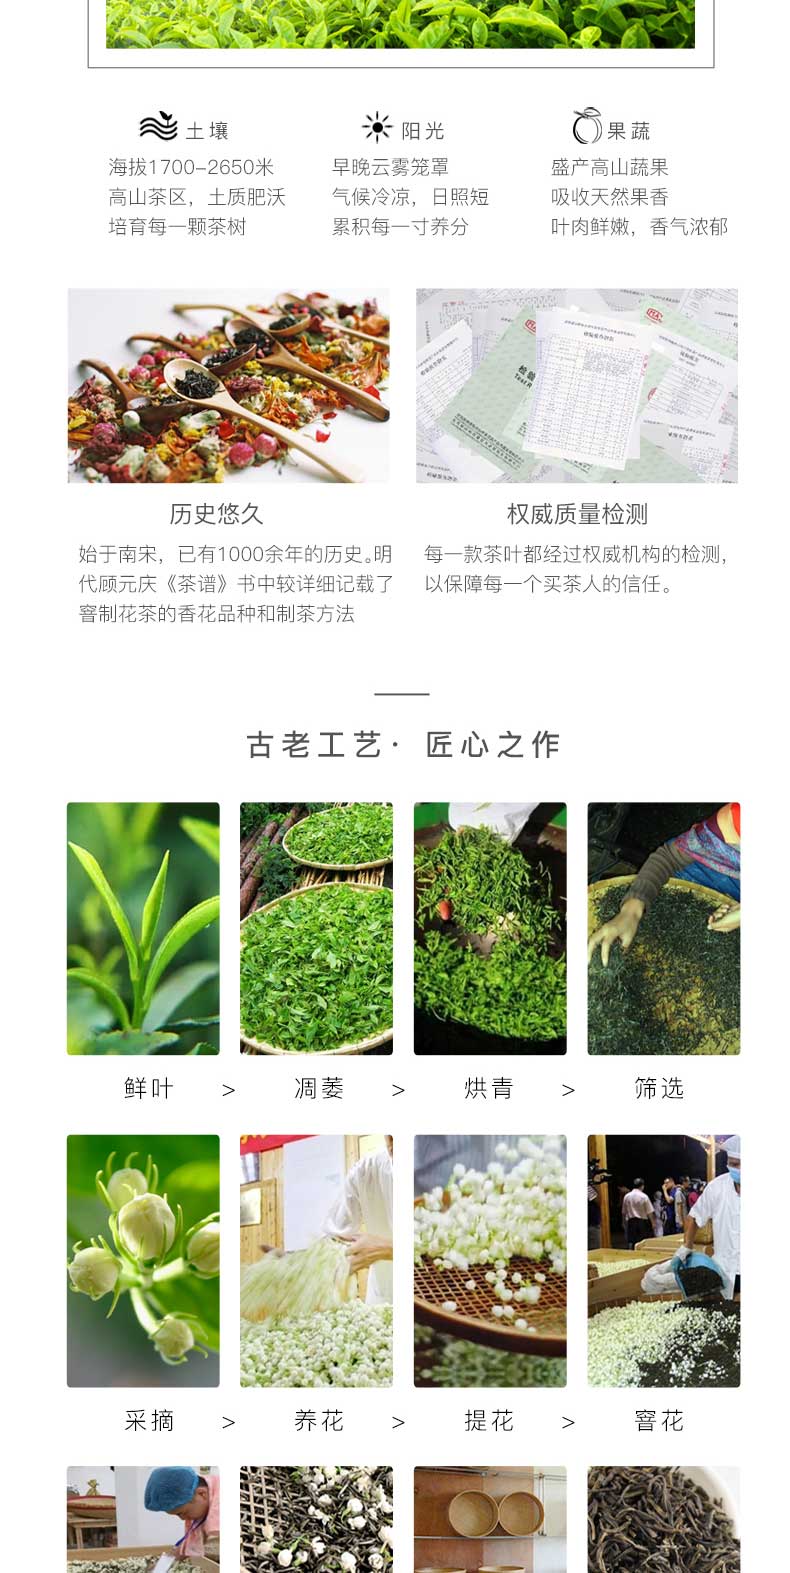 土壤
海拔1700-2650米
高山茶区，土质肥沃
培育每一颗茶树
阳光
早晚云雾笼罩
气候冷凉，日照短
累积每一寸养分
果蔬
盛产高山蔬果
吸收天然果香
叶肉鲜嫩，香气浓郁
历史悠久
始于南宋，已有1000余年的历史。明
代顾元庆《茶谱》书中较详细记载了
窨制花茶的香花品种和制茶方法
权威质量检测
每一款茶叶都经过权威机构的检测，
以保障每一个买茶人的信任。
古老工艺· 匠心之作
鲜叶 > 凋萎 > 烘青 > 筛选
采摘 > 养花 > 提花 > 窨花